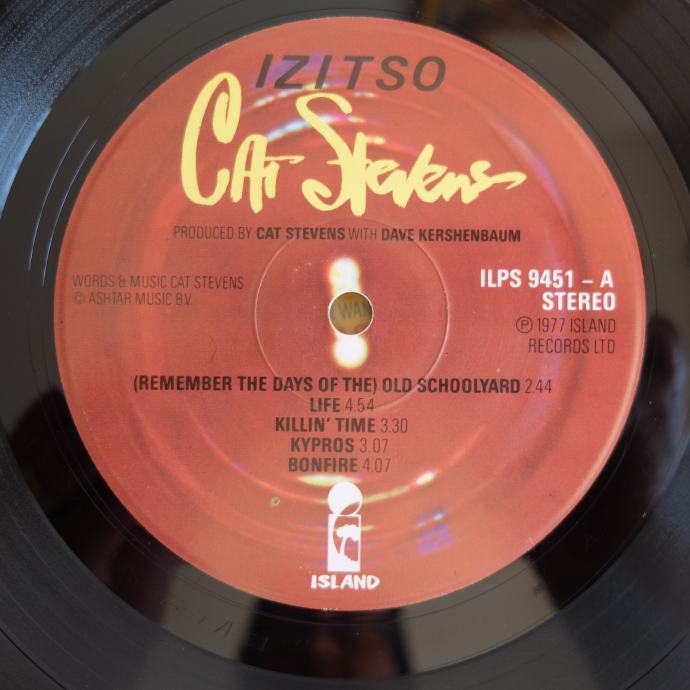 IZITSO
Cat Stevens
PRODUCED BY CAT STEVENS WITH DAVE KERSHENBAUM
WORDS & MUSIC CAT STEVENS
© ASHTAR MUSIC B.V.
ILPS 9451 – A
STEREO
℗ 1977 ISLAND
RECORDS LTD
(REMEMBER THE DAYS OF THE) OLD SCHOOLYARD 2.44
LIFE 4.54
KILLIN' TIME 3.30
KYPROS 3.07
BONFIRE 4.07
ISLAND